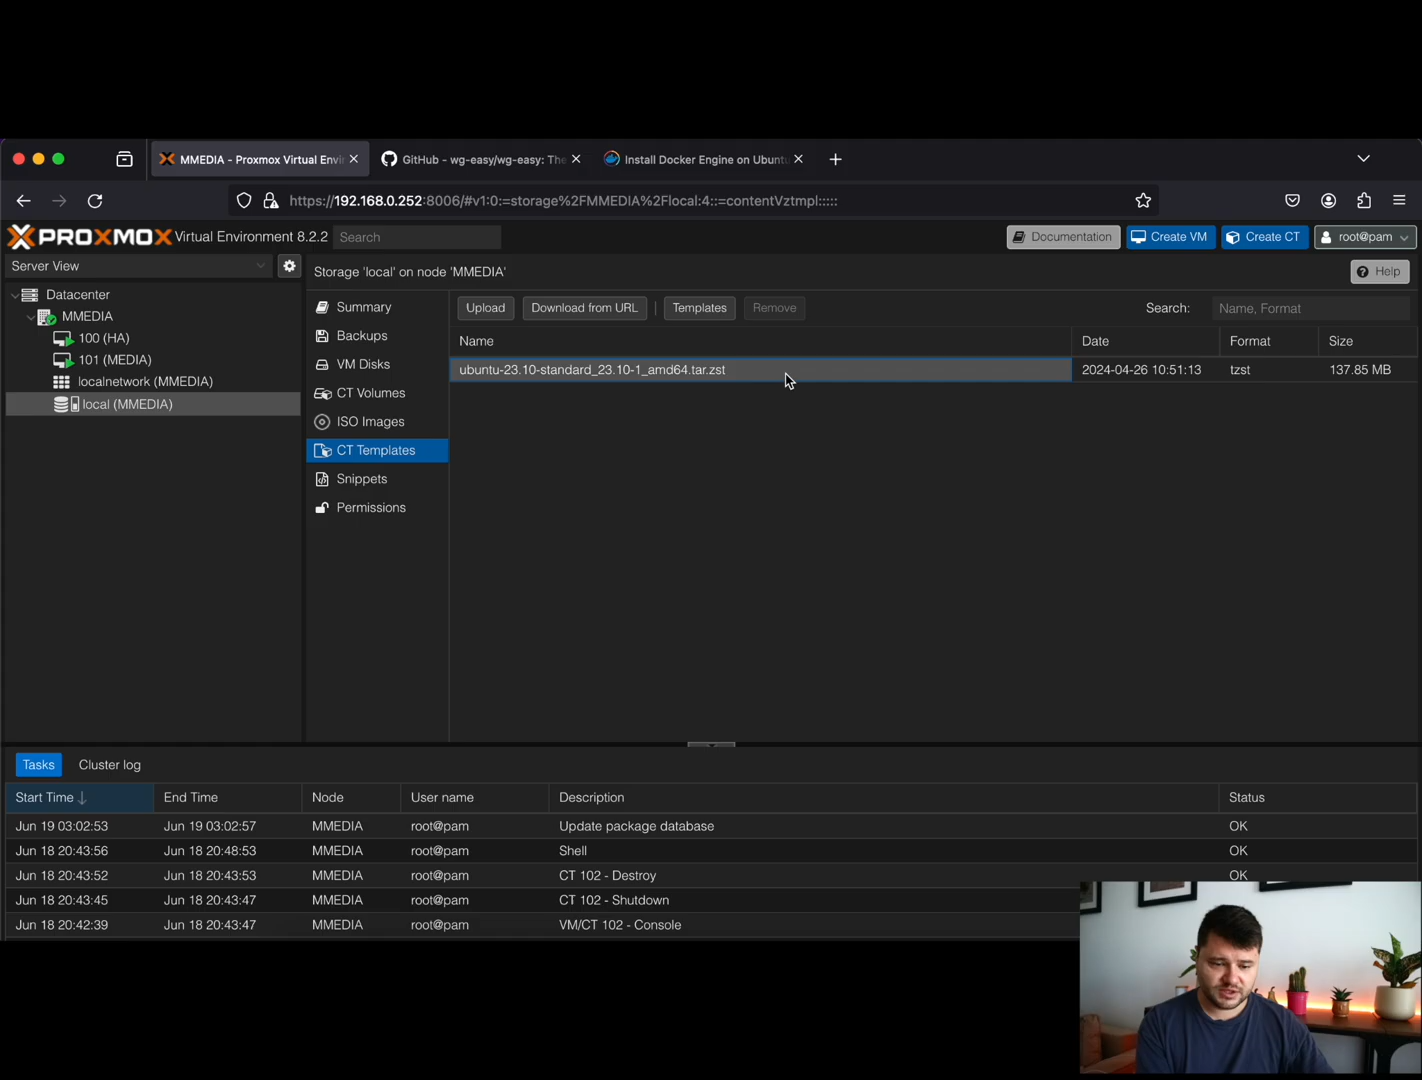 MMEDIA - Proxmox Virtual Envir
GitHub - wg-easy/wg-easy: The
Install Docker Engine on Ubuntu
https://192.168.0.252:8006/#v1:0:=storage%2FMMEDIA%2Flocal:4::=contentVztmpl:::::
PROXMOX Virtual Environment 8.2.2 Search Documentation Create VM Create CT root@pam
Server View
Storage 'local' on node 'MMEDIA' Help
Datacenter
MMEDIA
100 (HA)
101 (MEDIA)
localnetwork (MMEDIA)
local (MMEDIA)
Summary
Backups
VM Disks
CT Volumes
ISO Images
CT Templates
Snippets
Permissions
Upload Download from URL Templates Remove Search: Name, Format
Name Date Format Size
ubuntu-23.10-standard_23.10-1_amd64.tar.zst 2024-04-26 10:51:13 tzst 137.85 MB
Tasks Cluster log
Start Time End Time Node User name Description Status
Jun 19 03:02:53 Jun 19 03:02:57 MMEDIA root@pam Update package database OK
Jun 18 20:43:56 Jun 18 20:48:53 MMEDIA root@pam Shell OK
Jun 18 20:43:52 Jun 18 20:43:53 MMEDIA root@pam CT 102 - Destroy OK
Jun 18 20:43:45 Jun 18 20:43:47 MMEDIA root@pam CT 102 - Shutdown
Jun 18 20:42:39 Jun 18 20:43:47 MMEDIA root@pam VM/CT 102 - Console